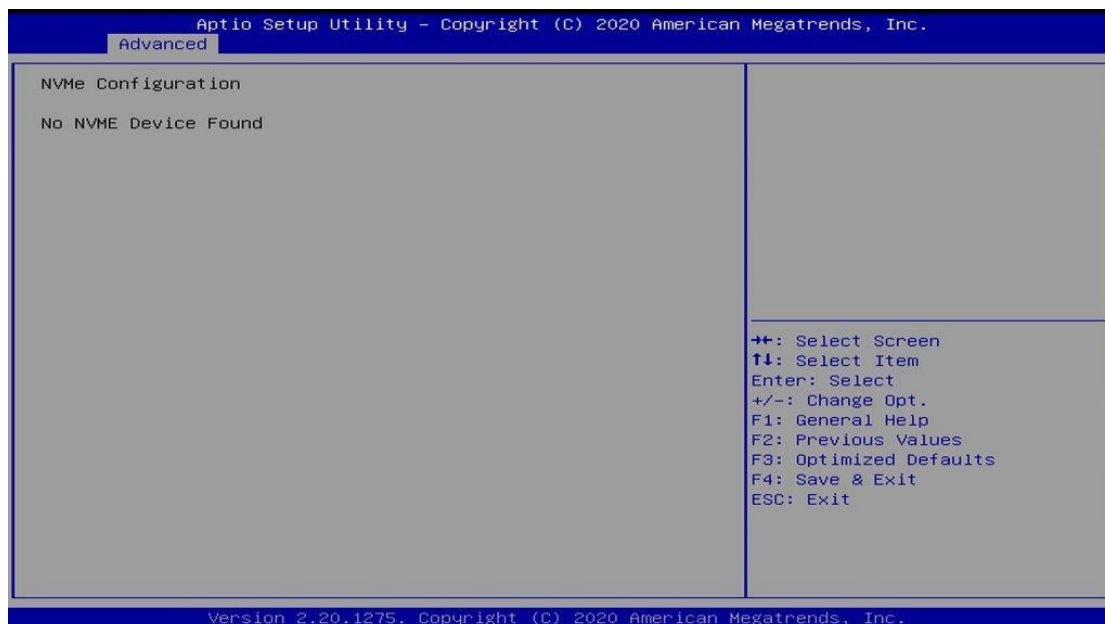 Aptio Setup Utility – Copyright (C) 2020 American Megatrends, Inc.
Advanced
NVMe Configuration
No NVME Device Found
→←: Select Screen
↑↓: Select Item
Enter: Select
+/-: Change Opt.
F1: General Help
F2: Previous Values
F3: Optimized Defaults
F4: Save & Exit
ESC: Exit
Version 2.20.1275. Copyright (C) 2020 American Megatrends, Inc.